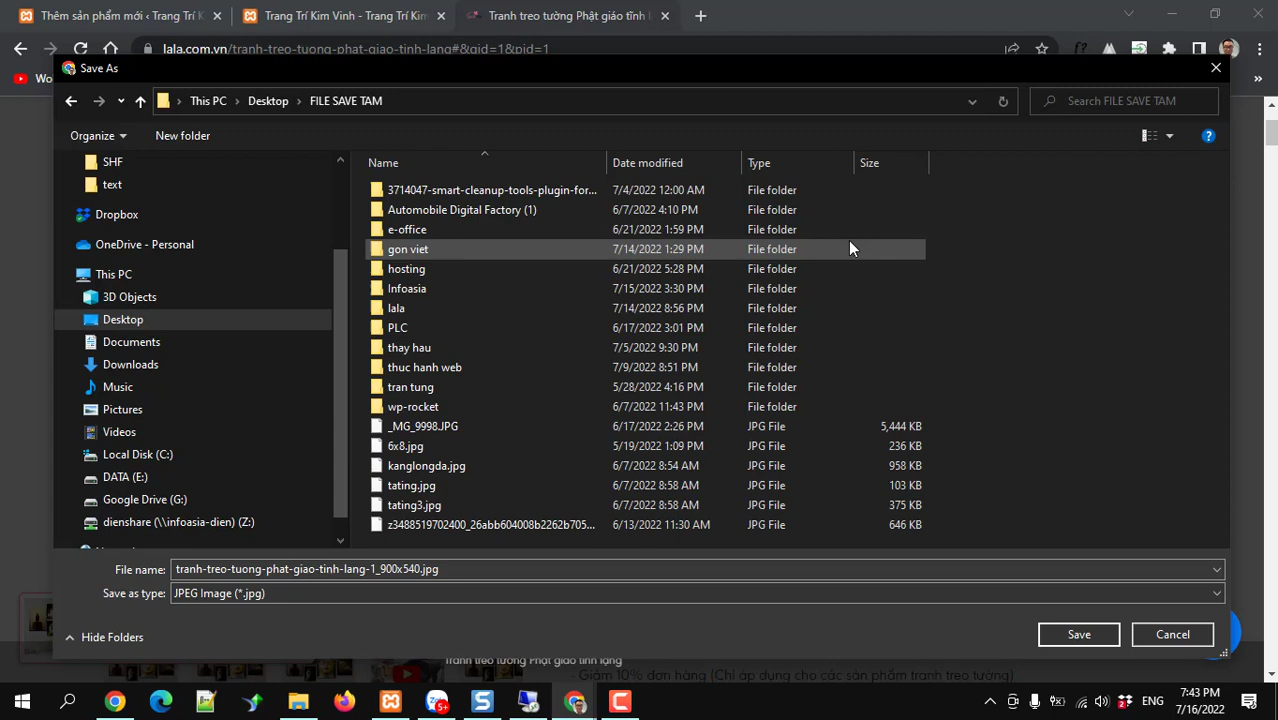 Thêm sản phẩm mới ‹ Trang Trí K
Trang Trí Kim Vinh - Trang Trí Kim
Tranh treo tường Phật giáo tĩnh l
lala.com.vn/tranh-treo-tuong-phat-giao-tinh-lang#&gid=1&pid=1
f?
Wo
»
Save As
This PC
Desktop
FILE SAVE TAM
Search FILE SAVE TAM
Organize
New folder
Name
Date modified
Type
Size
SHF
text
Dropbox
OneDrive - Personal
This PC
3D Objects
Desktop
Documents
Downloads
Music
Pictures
Videos
Local Disk (C:)
DATA (E:)
Google Drive (G:)
dienshare (\\infoasia-dien) (Z:)
3714047-smart-cleanup-tools-plugin-for... 7/4/2022 12:00 AM File folder
Automobile Digital Factory (1) 6/7/2022 4:10 PM File folder
e-office 6/21/2022 1:59 PM File folder
gon viet 7/14/2022 1:29 PM File folder
hosting 6/21/2022 5:28 PM File folder
Infoasia 7/15/2022 3:30 PM File folder
lala 7/14/2022 8:56 PM File folder
PLC 6/17/2022 3:01 PM File folder
thay hau 7/5/2022 9:30 PM File folder
thuc hanh web 7/9/2022 8:51 PM File folder
tran tung 5/28/2022 4:16 PM File folder
wp-rocket 6/7/2022 11:43 PM File folder
_MG_9998.JPG 6/17/2022 2:26 PM JPG File 5,444 KB
6x8.jpg 5/19/2022 1:09 PM JPG File 236 KB
kanglongda.jpg 6/7/2022 8:54 AM JPG File 958 KB
tating.jpg 6/7/2022 8:58 AM JPG File 103 KB
tating3.jpg 6/7/2022 8:58 AM JPG File 375 KB
z3488519702400_26abb604008b2262b705... 6/13/2022 11:30 AM JPG File 646 KB
File name: tranh-treo-tuong-phat-giao-tinh-lang-1_900x540.jpg
Save as type: JPEG Image (*.jpg)
Hide Folders
Save
Cancel
Tranh treo tường Phật giáo tĩnh lặng
- Giảm 10% đơn hàng (Chỉ áp dụng cho các sản phẩm tranh treo tường)
5+
2
ENG
7:43 PM
7/16/2022